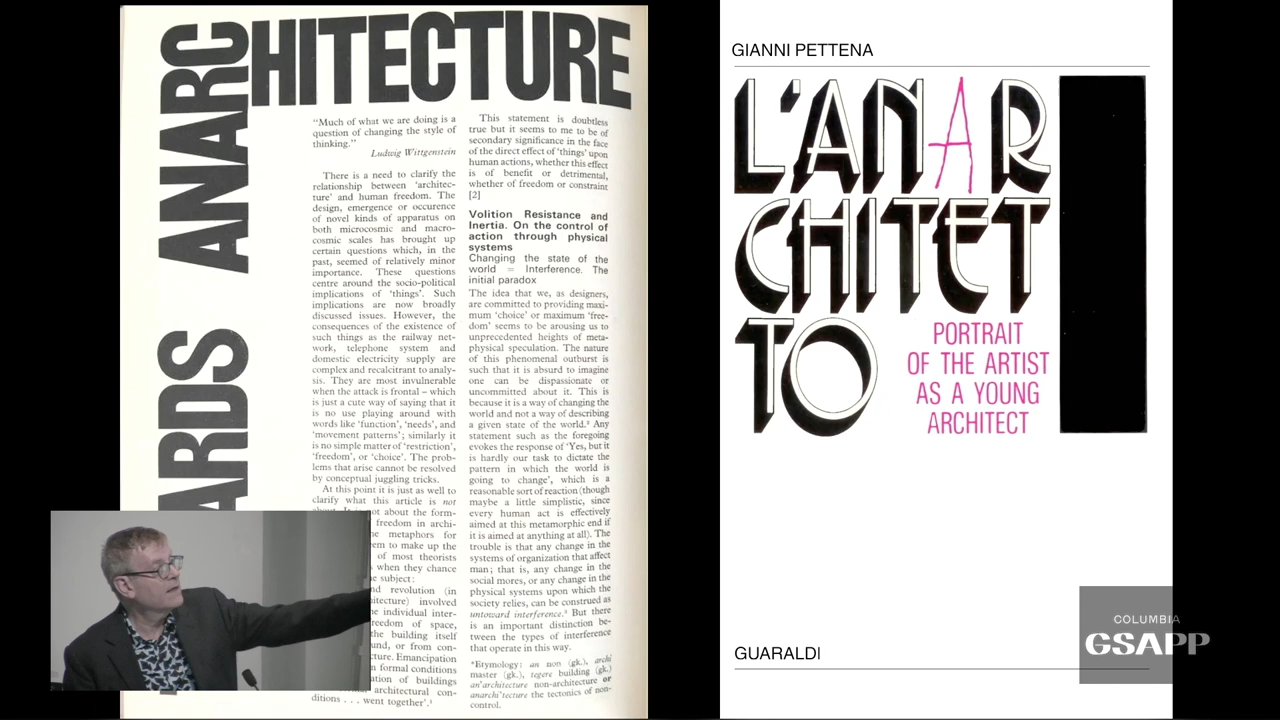 ARDS ANARC
HITECTURE
“Much of what we are doing is a
question of changing the style of
thinking.”
Ludwig Wittgenstein
There is a need to clarify the
relationship between ‘architec-
ture’ and human freedom. The
design, emergence or occurence
of novel kinds of apparatus on
both microcosmic and macro-
cosmic scales has brought up
certain questions which, in the
past, seemed of relatively minor
importance. These questions
centre around the socio-political
implications of ‘things’. Such
implications are now broadly
discussed issues. However, the
consequences of the existence of
such things as the railway net-
work, telephone system and
domestic electricity supply are
complex and recalcitrant to analy-
sis. They are most invulnerable
when the attack is frontal – which
is just a cute way of saying that it
is no use playing around with
words like ‘function’, ‘needs’, and
‘movement patterns’; similarly it
is no simple matter of ‘restriction’,
‘freedom’, or ‘choice’. The prob-
lems that arise cannot be resolved
by conceptual juggling tricks.
At this point it is just as well to
clarify what this article is not
about. It is not about the form-
freedom in archi-
metaphors for
em to make up the
of most theorists
when they chance
subject:
nd revolution (in
itecture) involved
individual inter-
reedom of space,
the building itself
und, or from con-
cture. Emancipation
n formal conditions
ation of buildings
architectural con-
ditions . . . went together’.¹
This statement is doubtless
true but it seems to me to be of
secondary significance in the face
of the direct effect of ‘things’ upon
human actions, whether this effect
is of benefit or detrimental,
whether of freedom or constraint
[2]
Volition Resistance and
Inertia. On the control of
action through physical
systems
Changing the state of the
world = Interference. The
initial paradox
The idea that we, as designers,
are committed to providing maxi-
mum ‘choice’ or maximum ‘free-
dom’ seems to be arousing us to
unprecedented heights of meta-
physical speculation. The nature
of this phenomenal outburst is
such that it is absurd to imagine
one can be dispassionate or
uncommitted about it. This is
because it is a way of changing the
world and not a way of describing
a given state of the world.² Any
statement such as the foregoing
evokes the response of ‘Yes, but it
is hardly our task to dictate the
pattern in which the world is
going to change’, which is a
reasonable sort of reaction (though
maybe a little simplistic, since
every human act is effectively
aimed at this metamorphic end if
it is aimed at anything at all). The
trouble is that any change in the
systems of organization that affect
man; that is, any change in the
social mores, or any change in the
physical systems upon which the
society relies, can be construed as
untoward interference.³ But there
is an important distinction be-
tween the types of interference
that operate in this way.
*Etymology: an non (gk.), archi
master (gk.), tegere building (gk.)
an'architecture non-architecture or
anarchi'tecture the tectonics of non-
control.
GIANNI PETTENA
L'ANAR
CHITET
TO
PORTRAIT
OF THE ARTIST
AS A YOUNG
ARCHITECT
GUARALDI
COLUMBIA
GSAPP